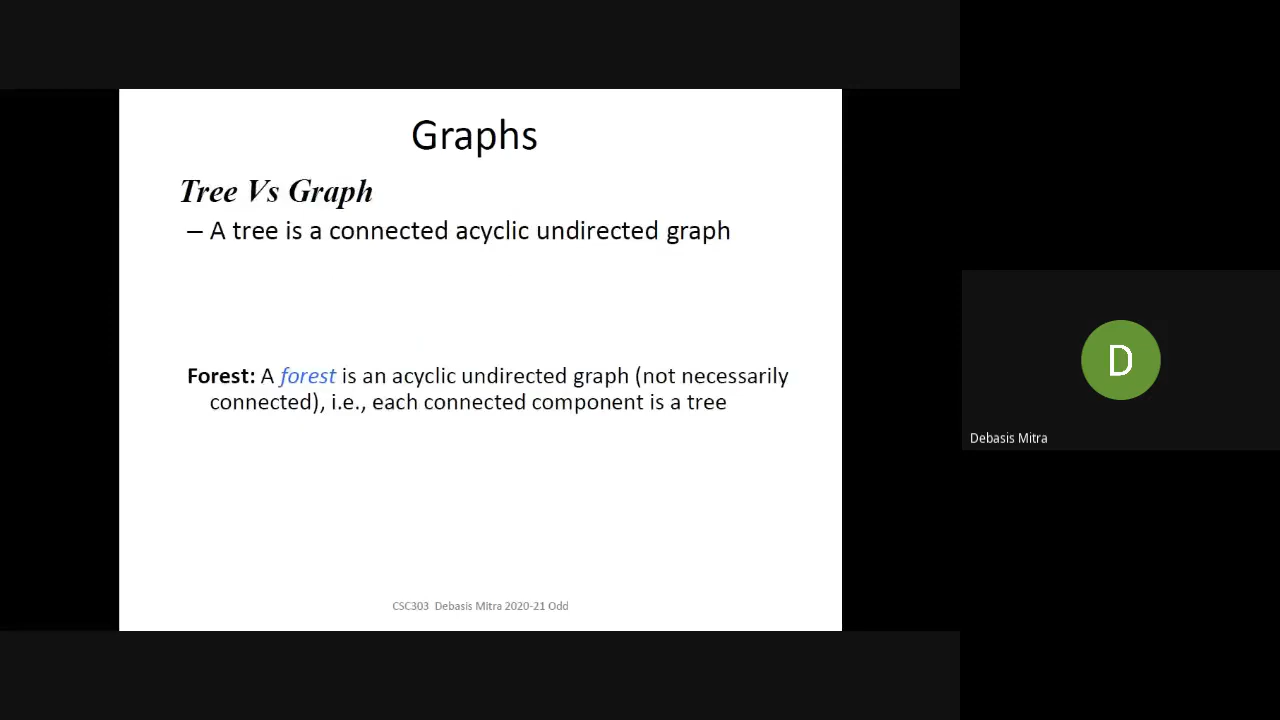 Graphs
Tree Vs Graph
– A tree is a connected acyclic undirected graph
Forest: A forest is an acyclic undirected graph (not necessarily
connected), i.e., each connected component is a tree
CSC303 Debasis Mitra 2020-21 Odd
D
Debasis Mitra